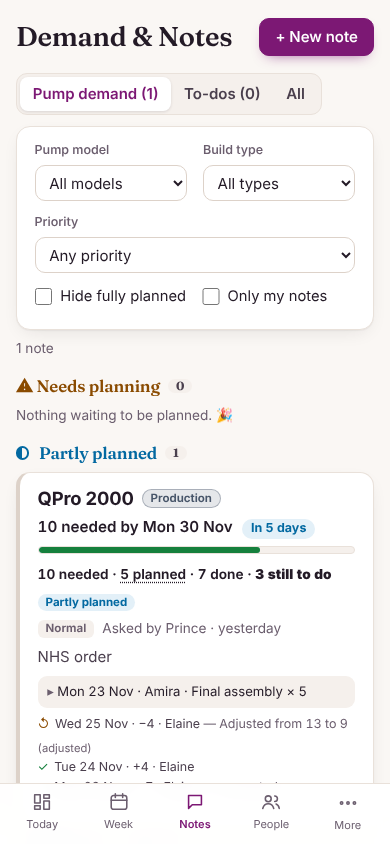 Demand & Notes
+ New note
Pump demand (1)
To-dos (0)
All
Pump model
Build type
All models
All types
Priority
Any priority
Hide fully planned
Only my notes
1 note
Needs planning 0
Nothing waiting to be planned. 🎉
Partly planned 1
QPro 2000 Production
10 needed by Mon 30 Nov In 5 days
10 needed · 5 planned · 7 done · 3 still to do
Partly planned
Normal Asked by Prince · yesterday
NHS order
▸ Mon 23 Nov · Amira · Final assembly × 5
Wed 25 Nov · −4 · Elaine — Adjusted from 13 to 9
(adjusted)
✓ Tue 24 Nov · +4 · Elaine
Today
Week
Notes
People
More